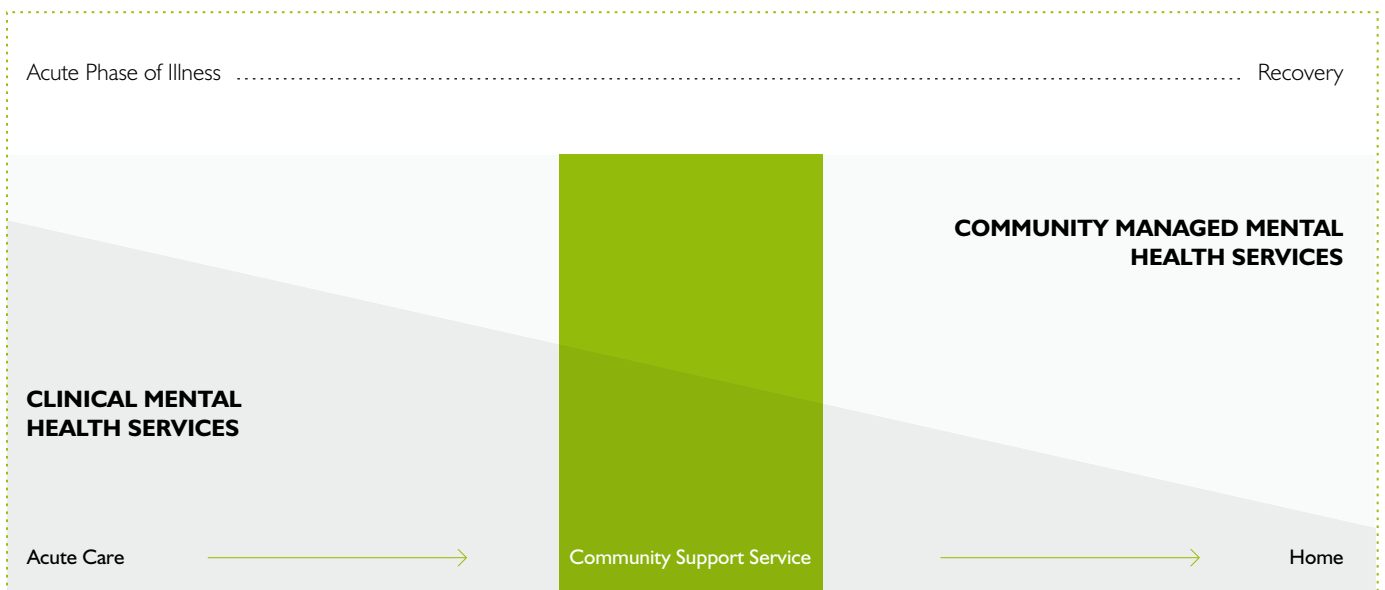 Acute Phase of Illness ........................................................................................................................................ Recovery
COMMUNITY MANAGED MENTAL
HEALTH SERVICES
CLINICAL MENTAL
HEALTH SERVICES
Acute Care
Community Support Service
Home